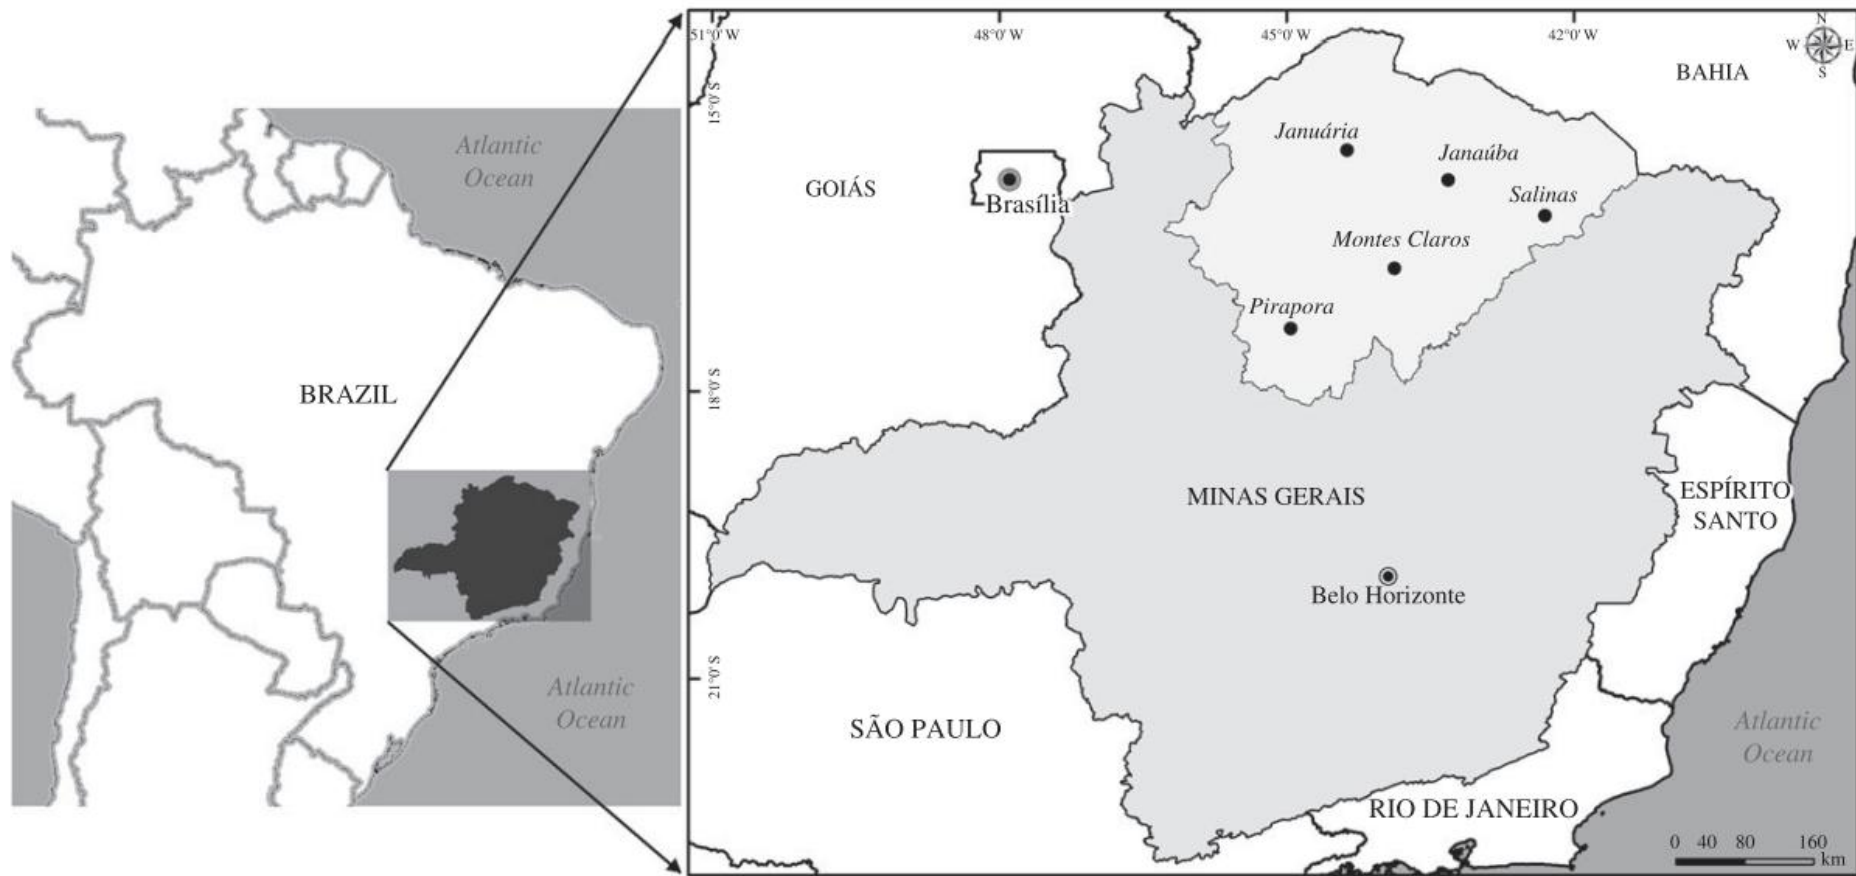 Atlantic
Ocean
BRAZIL
Atlantic
Ocean
51°0'W
48°0'W
45°0'W
42°0'W
N
W
E
S
15°0'S
18°0'S
21°0'S
BAHIA
GOIÁS
Brasília
Januária
Janaúba
Salinas
Montes Claros
Pirapora
MINAS GERAIS
ESPÍRITO
SANTO
Belo Horizonte
SÃO PAULO
Atlantic
Ocean
RIO DE JANEIRO
0 40 80 160
km